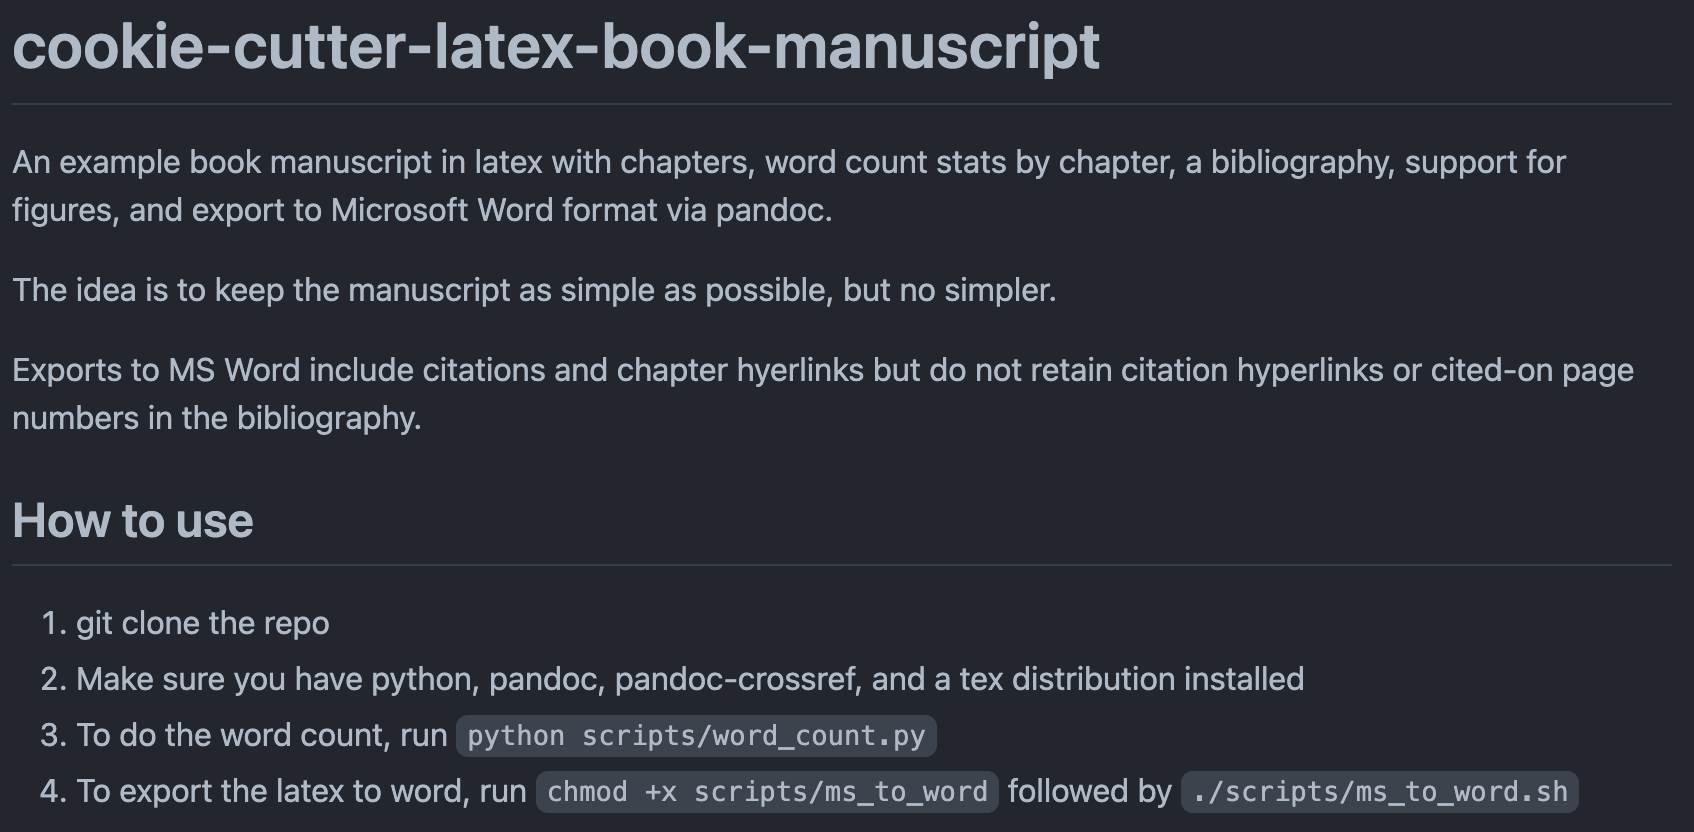 cookie-cutter-latex-book-manuscript
An example book manuscript in latex with chapters, word count stats by chapter, a bibliography, support for
figures, and export to Microsoft Word format via pandoc.
The idea is to keep the manuscript as simple as possible, but no simpler.
Exports to MS Word include citations and chapter hyerlinks but do not retain citation hyperlinks or cited-on page
numbers in the bibliography.
How to use
1. git clone the repo
2. Make sure you have python, pandoc, pandoc-crossref, and a tex distribution installed
3. To do the word count, run python scripts/word_count.py
4. To export the latex to word, run chmod +x scripts/ms_to_word followed by ./scripts/ms_to_word.sh